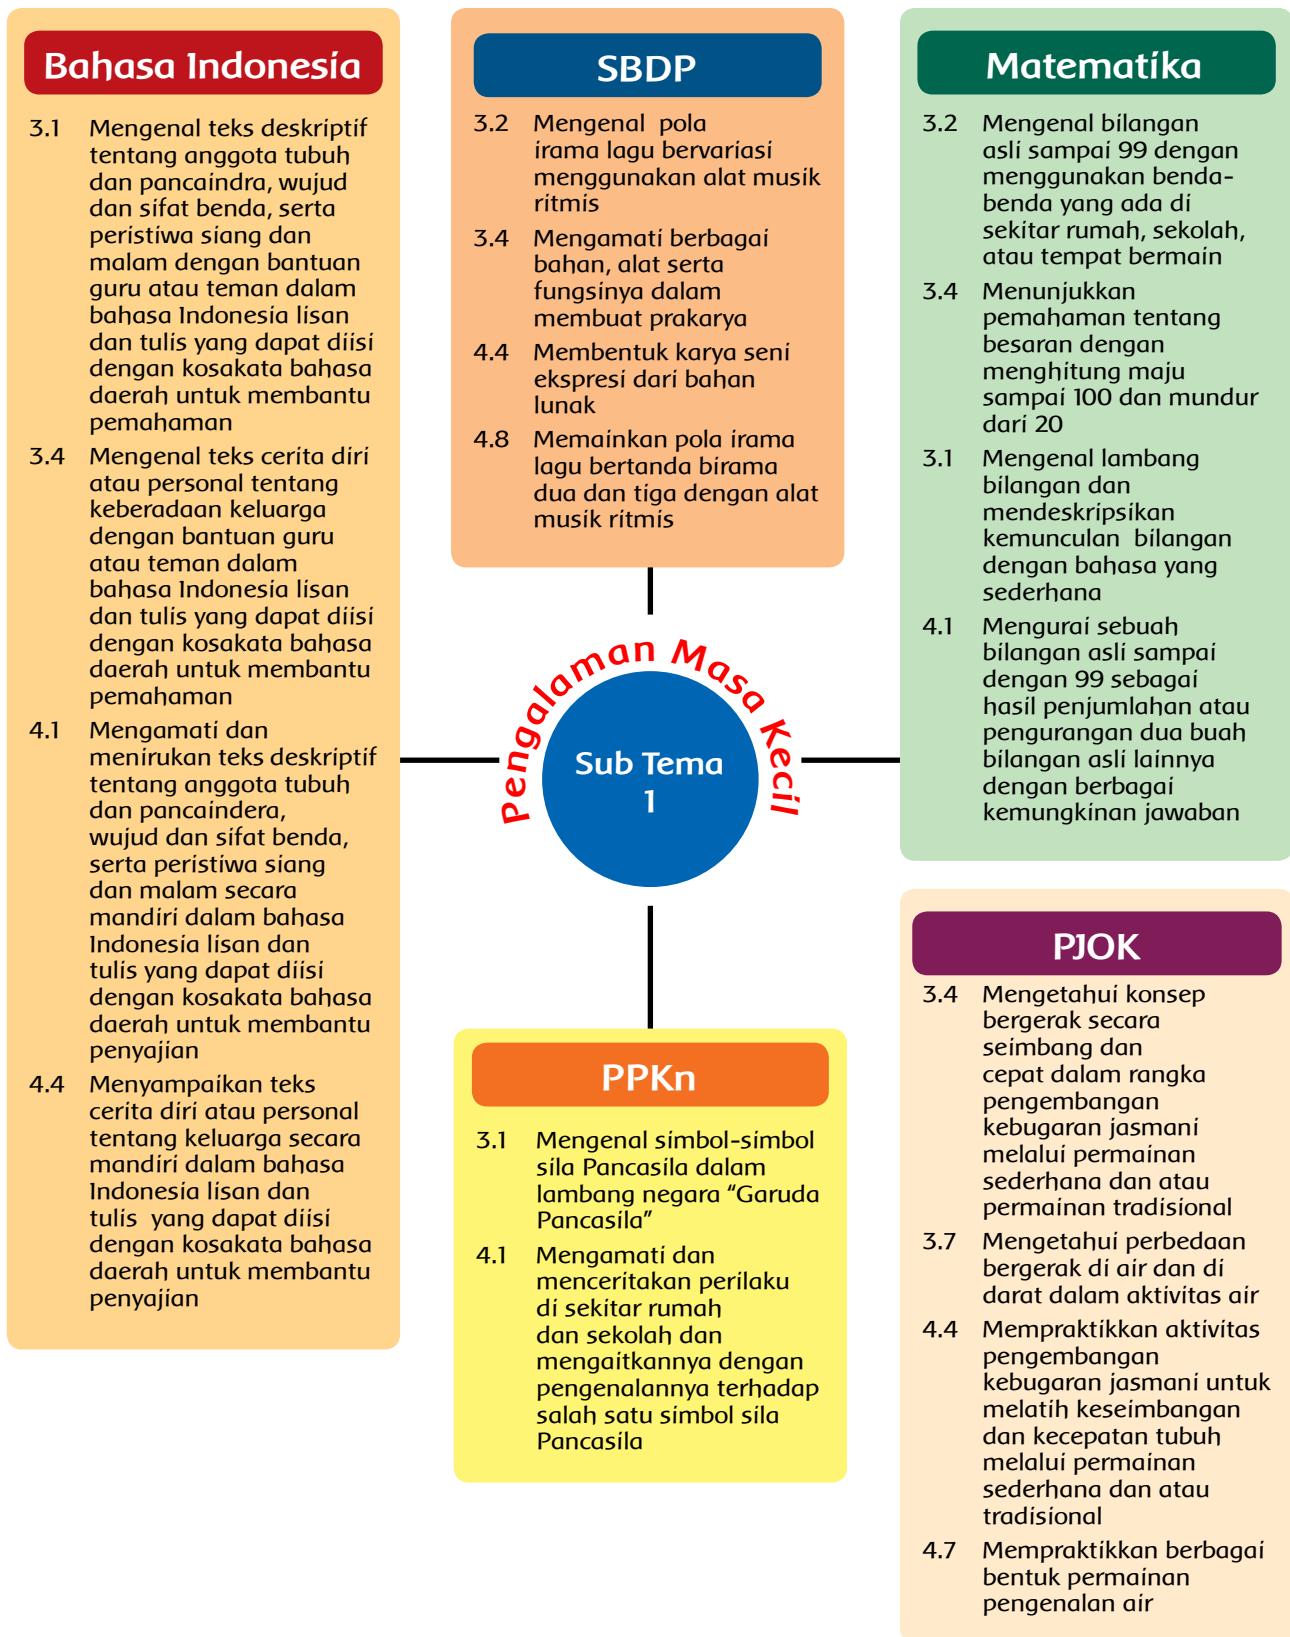 Bahasa Indonesia
3.1 Mengenal teks deskriptif
tentang anggota tubuh
dan pancaindra, wujud
dan sifat benda, serta
peristiwa siang dan
malam dengan bantuan
guru atau teman dalam
bahasa Indonesia lisan
dan tulis yang dapat diisi
dengan kosakata bahasa
daerah untuk membantu
pemahaman
3.4 Mengenal teks cerita diri
atau personal tentang
keberadaan keluarga
dengan bantuan guru
atau teman dalam
bahasa Indonesia lisan
dan tulis yang dapat diisi
dengan kosakata bahasa
daerah untuk membantu
pemahaman
4.1 Mengamati dan
menirukan teks deskriptif
tentang anggota tubuh
dan pancaindera,
wujud dan sifat benda,
serta peristiwa siang
dan malam secara
mandiri dalam bahasa
Indonesia lisan dan
tulis yang dapat diisi
dengan kosakata bahasa
daerah untuk membantu
penyajian
4.4 Menyampaikan teks
cerita diri atau personal
tentang keluarga secara
mandiri dalam bahasa
Indonesia lisan dan
tulis yang dapat diisi
dengan kosakata bahasa
daerah untuk membantu
penyajian
SBDP
3.2 Mengenal pola
irama lagu bervariasi
menggunakan alat musik
ritmis
3.4 Mengamati berbagai
bahan, alat serta
fungsinya dalam
membuat prakarya
4.4 Membentuk karya seni
ekspresi dari bahan
lunak
4.8 Memainkan pola irama
lagu bertanda birama
dua dan tiga dengan alat
musik ritmis
Pengalaman Masa Kecil
Sub Tema
1
PPKn
3.1 Mengenal simbol-simbol
sila Pancasila dalam
lambang negara “Garuda
Pancasila”
4.1 Mengamati dan
menceritakan perilaku
di sekitar rumah
dan sekolah dan
mengaitkannya dengan
pengenalannya terhadap
salah satu simbol sila
Pancasila
Matematika
3.2 Mengenal bilangan
asli sampai 99 dengan
menggunakan benda-
benda yang ada di
sekitar rumah, sekolah,
atau tempat bermain
3.4 Menunjukkan
pemahaman tentang
besaran dengan
menghitung maju
sampai 100 dan mundur
dari 20
3.1 Mengenal lambang
bilangan dan
mendeskripsikan
kemunculan bilangan
dengan bahasa yang
sederhana
4.1 Mengurai sebuah
bilangan asli sampai
dengan 99 sebagai
hasil penjumlahan atau
pengurangan dua buah
bilangan asli lainnya
dengan berbagai
kemungkinan jawaban
PJOK
3.4 Mengetahui konsep
bergerak secara
seimbang dan
cepat dalam rangka
pengembangan
kebugaran jasmani
melalui permainan
sederhana dan atau
permainan tradisional
3.7 Mengetahui perbedaan
bergerak di air dan di
darat dalam aktivitas air
4.4 Mempraktikkan aktivitas
pengembangan
kebugaran jasmani untuk
melatih keseimbangan
dan kecepatan tubuh
melalui permainan
sederhana dan atau
tradisional
4.7 Mempraktikkan berbagai
bentuk permainan
pengenalan air